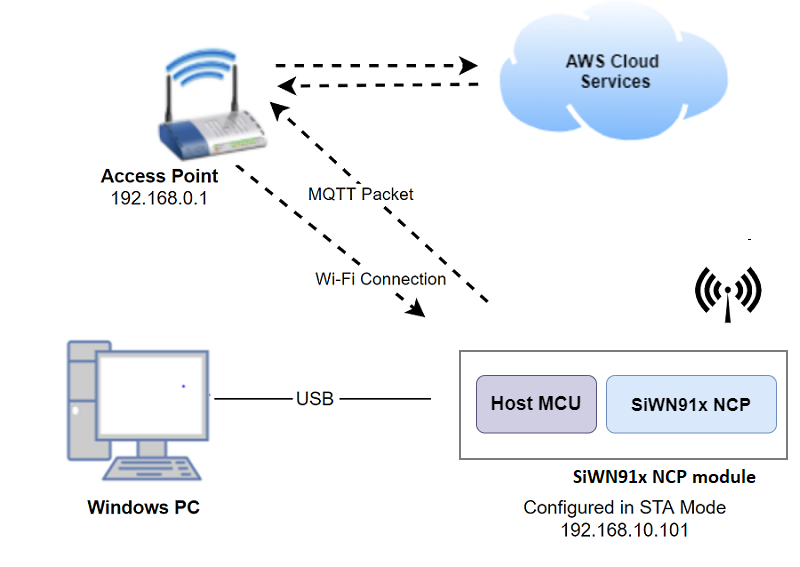 AWS Cloud
Services
Access Point
192.168.0.1
MQTT Packet
Wi-Fi Connection
USB
Host MCU
SiWN91x NCP
SiWN91x NCP module
Windows PC
Configured in STA Mode
192.168.10.101